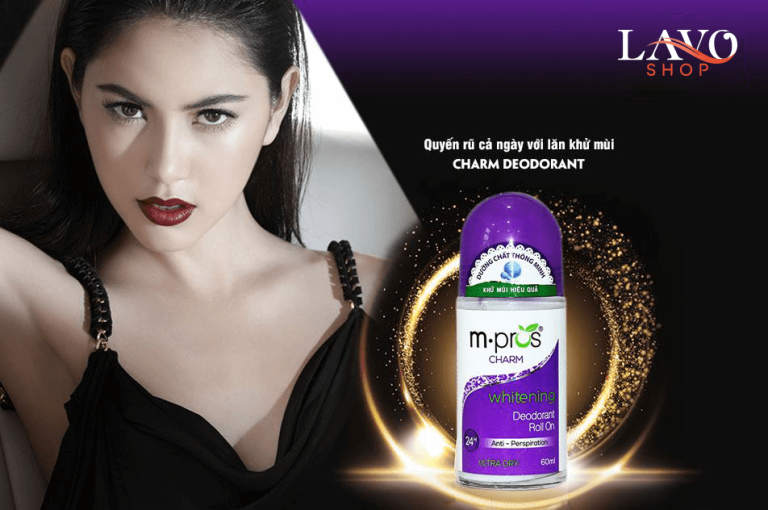 LAVO
SHOP
Quyến rũ cả ngày với lăn khử mùi
CHARM DEODORANT
DƯỠNG CHẤT THÔNG MINH
KHỬ MÙI HIỆU QUẢ
m·pros®
CHARM
whitening
Deodorant
Roll On
24H
Anti - Perspiration
ULTRA DRY
60ml